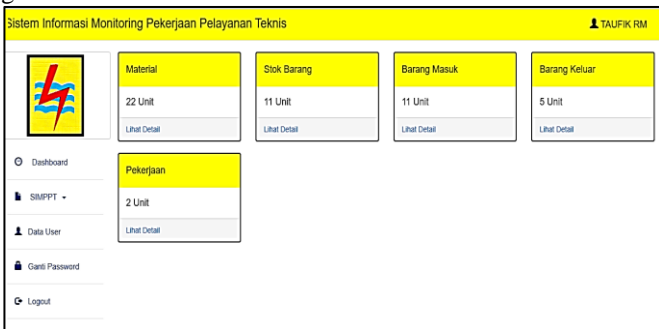 Sistem Informasi Monitoring Pekerjaan Pelayanan Teknis
TAUFIK RM
Material
22 Unit
Lihat Detail
Stok Barang
11 Unit
Lihat Detail
Barang Masuk
11 Unit
Lihat Detail
Barang Keluar
5 Unit
Lihat Detail
Pekerjaan
2 Unit
Lihat Detail
Dashboard
SIMPPT
Data User
Ganti Password
Logout